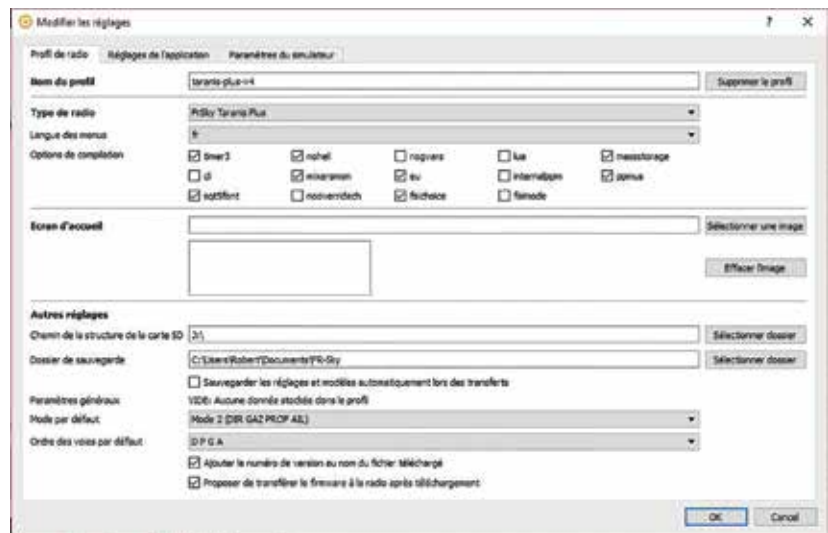 Modifier les réglages ? ×
Profil de radio Réglages de l'application Paramètres du simulateur
Nom du profil taranis-plus-v4 Supprimer le profil
Type de radio FrSky Taranis Plus
Langue des menus fr
Options de compilation timer3 noheli nogvars lua massstorage
cli mixersmon eu internalppm ppmus
sqt5font nooverridech faichoice faimode
Ecran d'accueil Sélectionner une image
Effacer l'image
Autres réglages
Chemin de la structure de la carte SD J:\ Sélectionner dossier
Dossier de sauvegarde C:\Users\Robert\Documents\FR-Sky Sélectionner dossier
Sauvegarder les réglages et modèles automatiquement lors des transferts
Paramètres généraux VIDE: Aucune donnée stockée dans le profil
Mode par défaut Mode 2 (DIR GAZ PROF AIL)
Ordre des voies par défaut D P G A
Ajouter le numéro de version au nom du fichier téléchargé
Proposer de transférer le firmware à la radio après téléchargement
OK Cancel